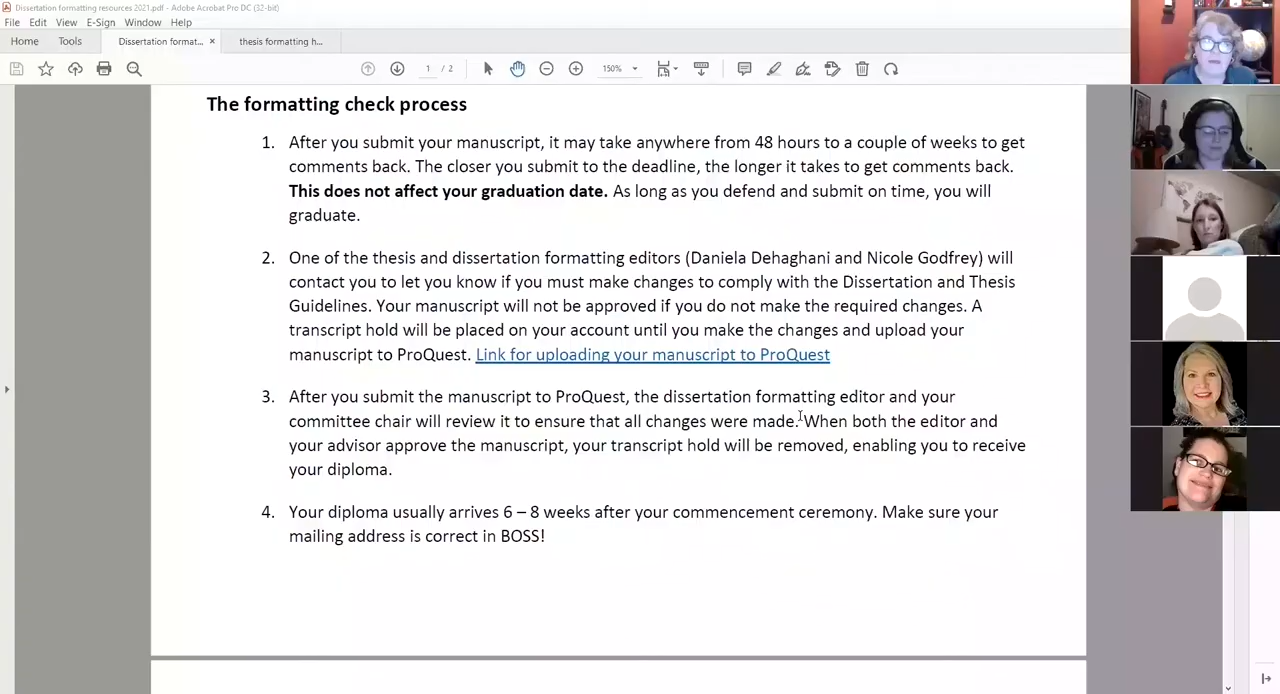 Dissertation formatting resources 2021.pdf - Adobe Acrobat Pro DC (32-bit)
File Edit View E-Sign Window Help
Home Tools Dissertation format... × thesis formatting h...
1 / 2 150%
The formatting check process
1. After you submit your manuscript, it may take anywhere from 48 hours to a couple of weeks to get
comments back. The closer you submit to the deadline, the longer it takes to get comments back.
This does not affect your graduation date. As long as you defend and submit on time, you will
graduate.
2. One of the thesis and dissertation formatting editors (Daniela Dehaghani and Nicole Godfrey) will
contact you to let you know if you must make changes to comply with the Dissertation and Thesis
Guidelines. Your manuscript will not be approved if you do not make the required changes. A
transcript hold will be placed on your account until you make the changes and upload your
manuscript to ProQuest. Link for uploading your manuscript to ProQuest
3. After you submit the manuscript to ProQuest, the dissertation formatting editor and your
committee chair will review it to ensure that all changes were made. When both the editor and
your advisor approve the manuscript, your transcript hold will be removed, enabling you to receive
your diploma.
4. Your diploma usually arrives 6 – 8 weeks after your commencement ceremony. Make sure your
mailing address is correct in BOSS!